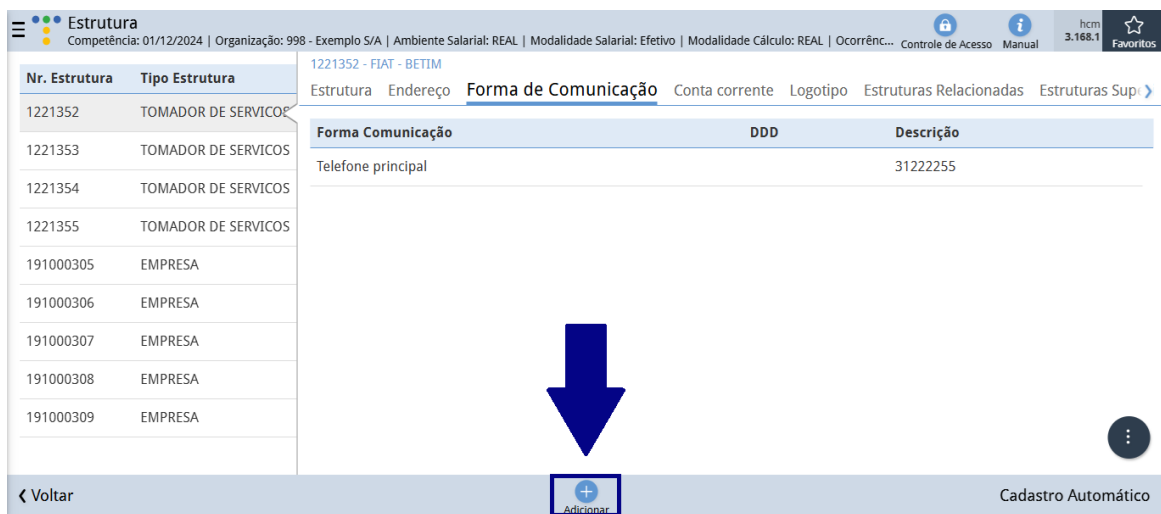 Estrutura
Competência: 01/12/2024 | Organização: 998 - Exemplo S/A | Ambiente Salarial: REAL | Modalidade Salarial: Efetivo | Modalidade Cálculo: REAL | Ocorrênc...
Controle de Acesso
Manual
hcm
3.168.1
Favoritos
Nr. Estrutura Tipo Estrutura
1221352 TOMADOR DE SERVICOS
1221353 TOMADOR DE SERVICOS
1221354 TOMADOR DE SERVICOS
1221355 TOMADOR DE SERVICOS
191000305 EMPRESA
191000306 EMPRESA
191000307 EMPRESA
191000308 EMPRESA
191000309 EMPRESA
1221352 - FIAT - BETIM
Estrutura Endereço Forma de Comunicação Conta corrente Logotipo Estruturas Relacionadas Estruturas Sup
Forma Comunicação DDD Descrição
Telefone principal 31222255
Voltar
Adicionar
Cadastro Automático